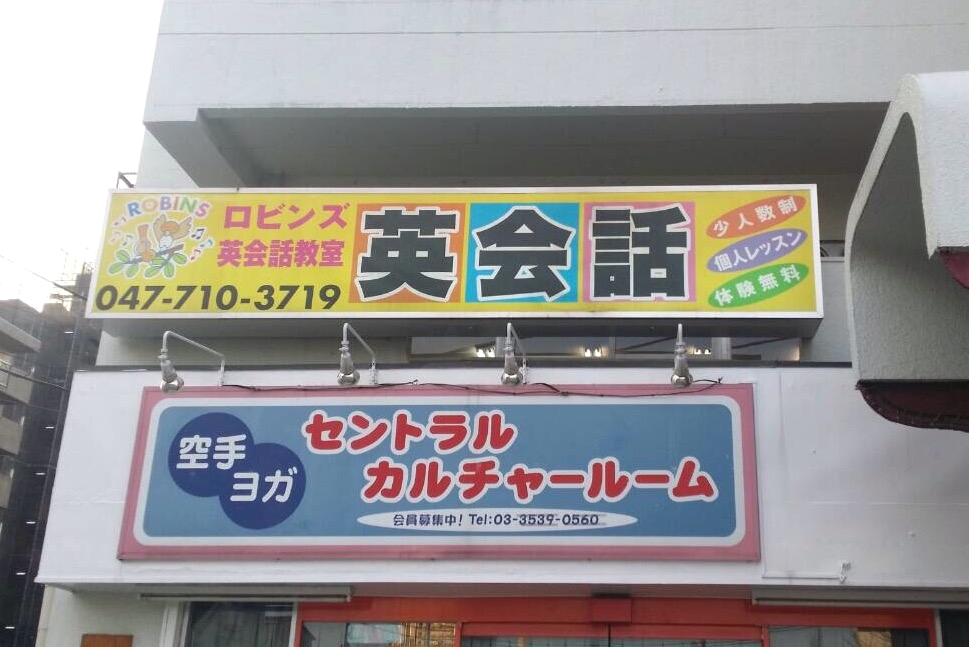 ROBINS
ロビンズ
英会話教室
047-710-3719
英会話
少人数制
個人レッスン
体験無料
空手
ヨガ
セントラル
カルチャールーム
会員募集中! Tel:03-3539-0560